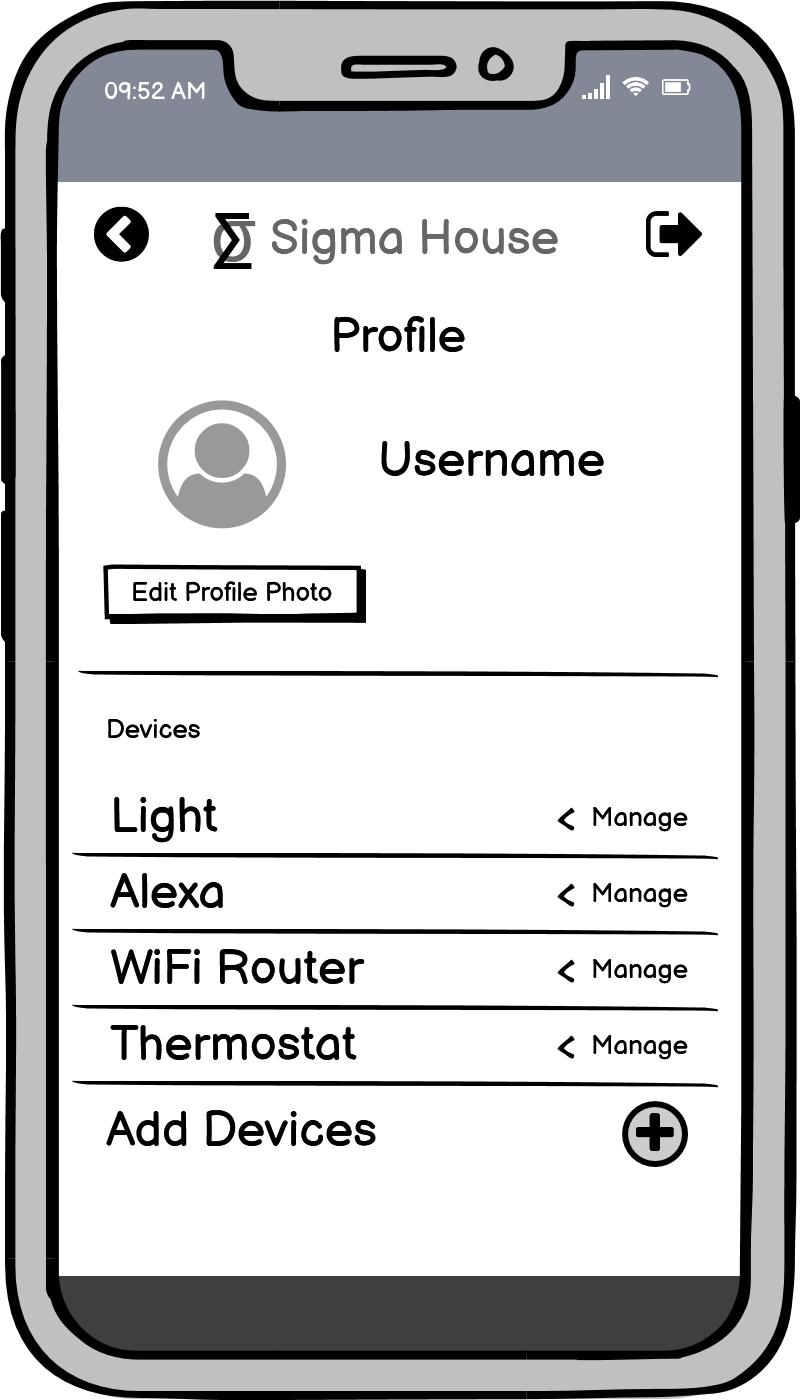 09:52 AM
Sigma House
Profile
Username
Edit Profile Photo
Devices
Light < Manage
Alexa < Manage
WiFi Router < Manage
Thermostat < Manage
Add Devices